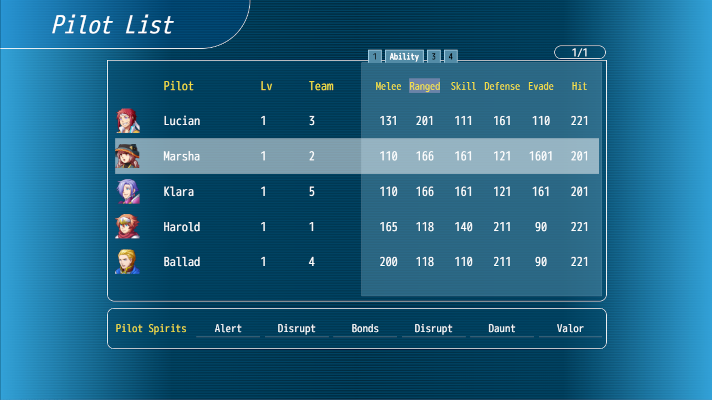 Pilot List
1 Ability 3 4 1/1
Pilot Lv Team Melee Ranged Skill Defense Evade Hit
Lucian 1 3 131 201 111 161 110 221
Marsha 1 2 110 166 161 121 1601 201
Klara 1 5 110 166 161 121 161 201
Harold 1 1 165 118 140 211 90 221
Ballad 1 4 200 118 110 211 90 221
Pilot Spirits Alert Disrupt Bonds Disrupt Daunt Valor